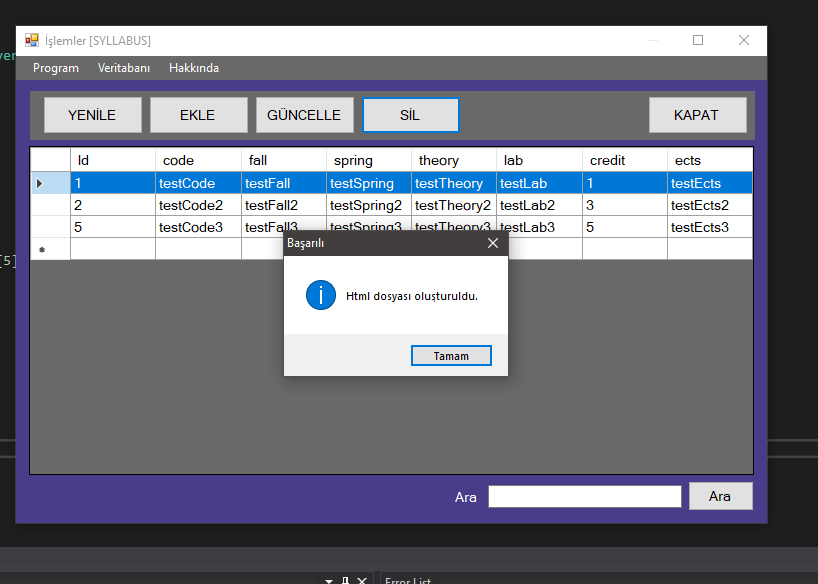 İşlemler [SYLLABUS]
Program Veritabanı Hakkında
YENİLE EKLE GÜNCELLE SİL KAPAT
Id code fall spring theory lab credit ects
1 testCode testFall testSpring testTheory testLab 1 testEcts
2 testCode2 testFall2 testSpring2 testTheory2 testLab2 3 testEcts2
5 testCode3 testFall3 testSpring3 testTheory3 testLab3 5 testEcts3
Başarılı
[5]
Html dosyası oluşturuldu.
Tamam
Ara Ara
Error List